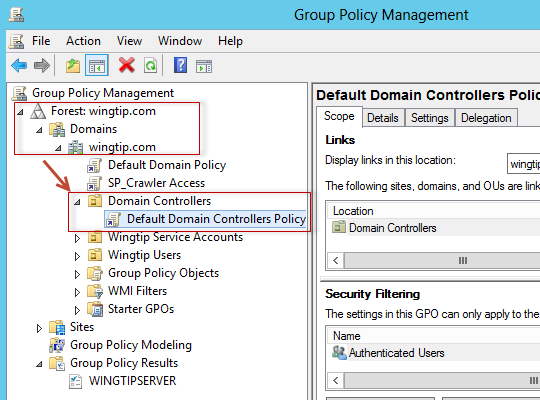 Group Policy Management
File Action View Window Help
Group Policy Management
Forest: wingtip.com
Domains
wingtip.com
Default Domain Policy
SP_Crawler Access
Domain Controllers
Default Domain Controllers Policy
Wingtip Service Accounts
Wingtip Users
Group Policy Objects
WMI Filters
Starter GPOs
Sites
Group Policy Modeling
Group Policy Results
WINGTIPSERVER
Default Domain Controllers Polic
Scope Details Settings Delegation
Links
Display links in this location: wingtip
The following sites, domains, and OUs are link
Location
Domain Controllers
Security Filtering
The settings in this GPO can only apply to the
Name
Authenticated Users